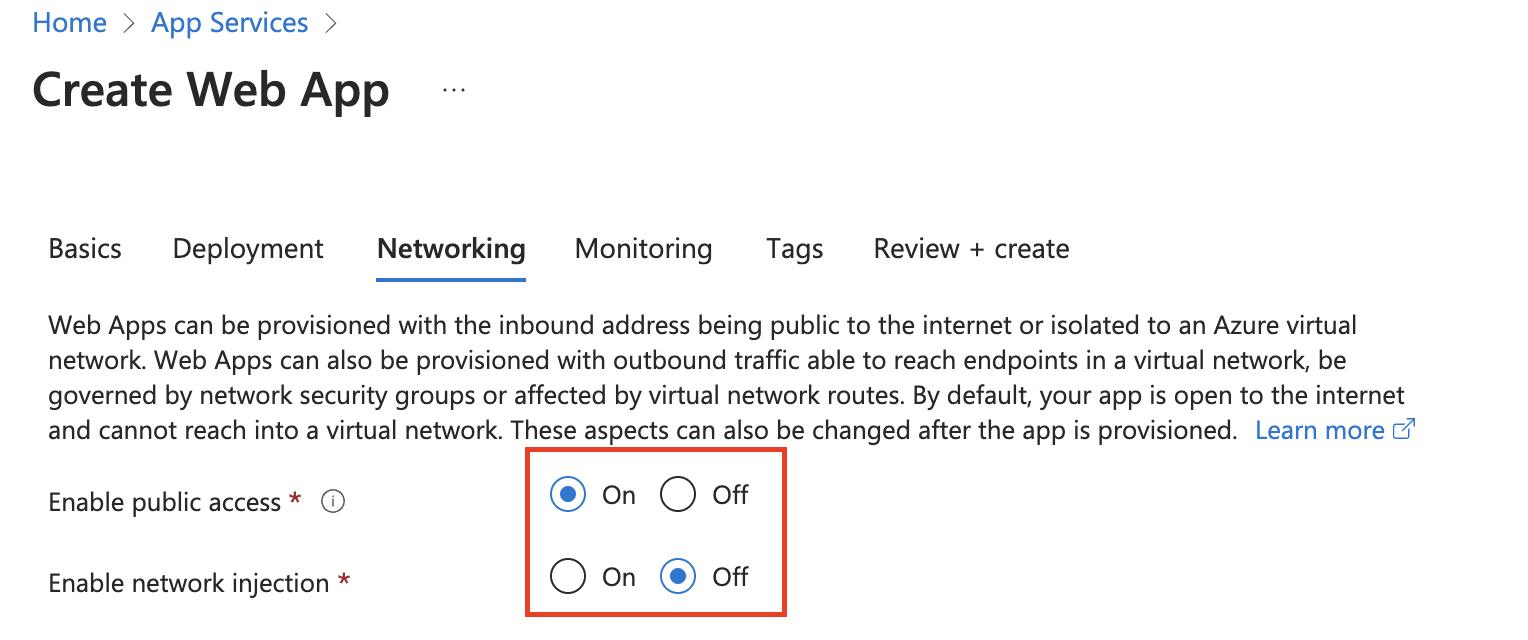 Home > App Services >
Create Web App ...
Basics Deployment Networking Monitoring Tags Review + create
Web Apps can be provisioned with the inbound address being public to the internet or isolated to an Azure virtual
network. Web Apps can also be provisioned with outbound traffic able to reach endpoints in a virtual network, be
governed by network security groups or affected by virtual network routes. By default, your app is open to the internet
and cannot reach into a virtual network. These aspects can also be changed after the app is provisioned. Learn more
Enable public access * On Off
Enable network injection * On Off